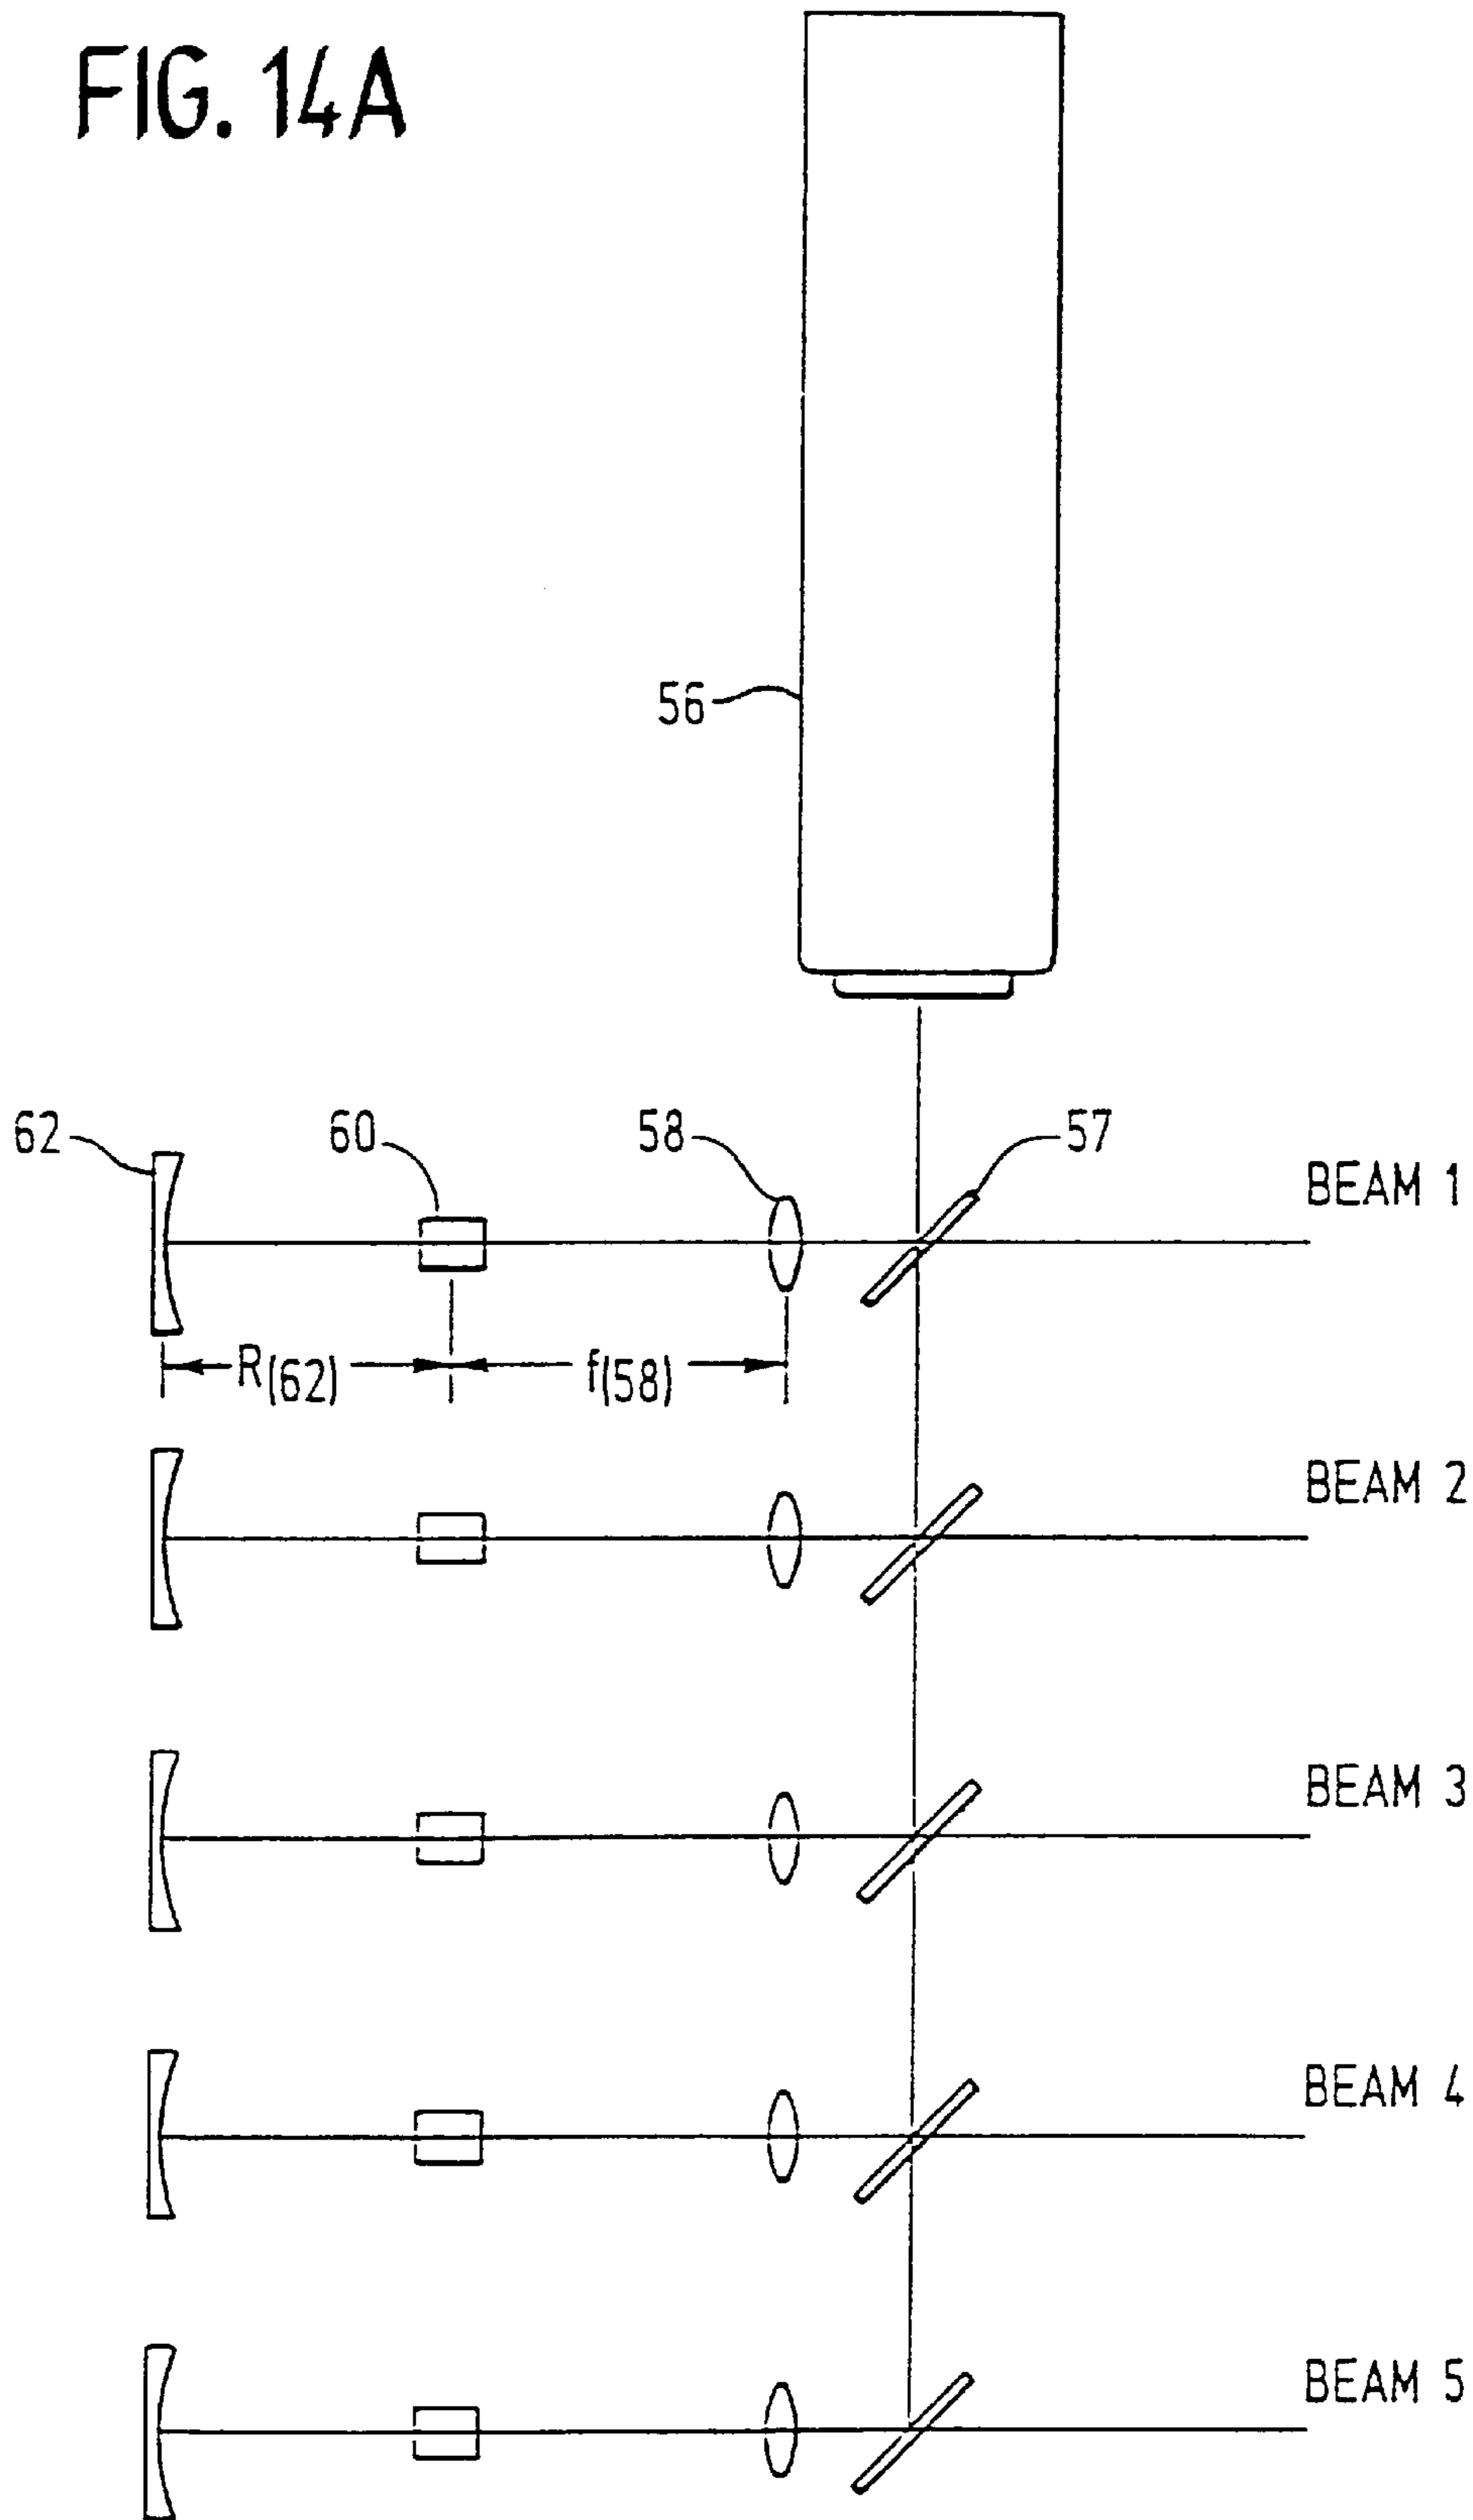 FIG. 14A
56
62
60
58
57
BEAM 1
R(62)
f(58)
BEAM 2
BEAM 3
BEAM 4
BEAM 5